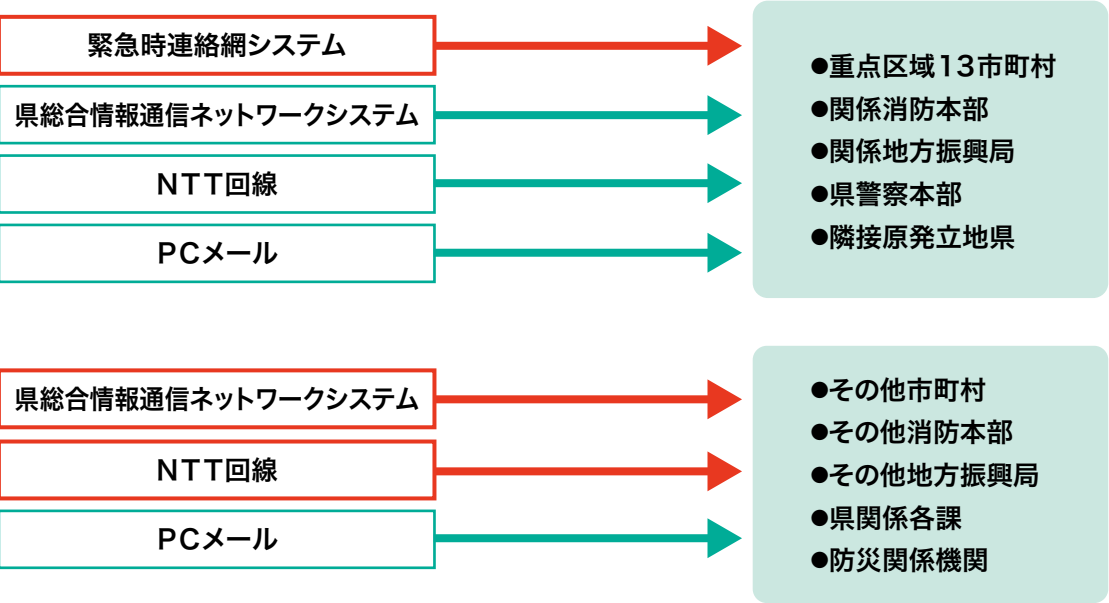 緊急時連絡網システム
県総合情報通信ネットワークシステム
NTT回線
PCメール
●重点区域13市町村
●関係消防本部
●関係地方振興局
●県警察本部
●隣接原発立地県
県総合情報通信ネットワークシステム
NTT回線
PCメール
●その他市町村
●その他消防本部
●その他地方振興局
●県関係各課
●防災関係機関